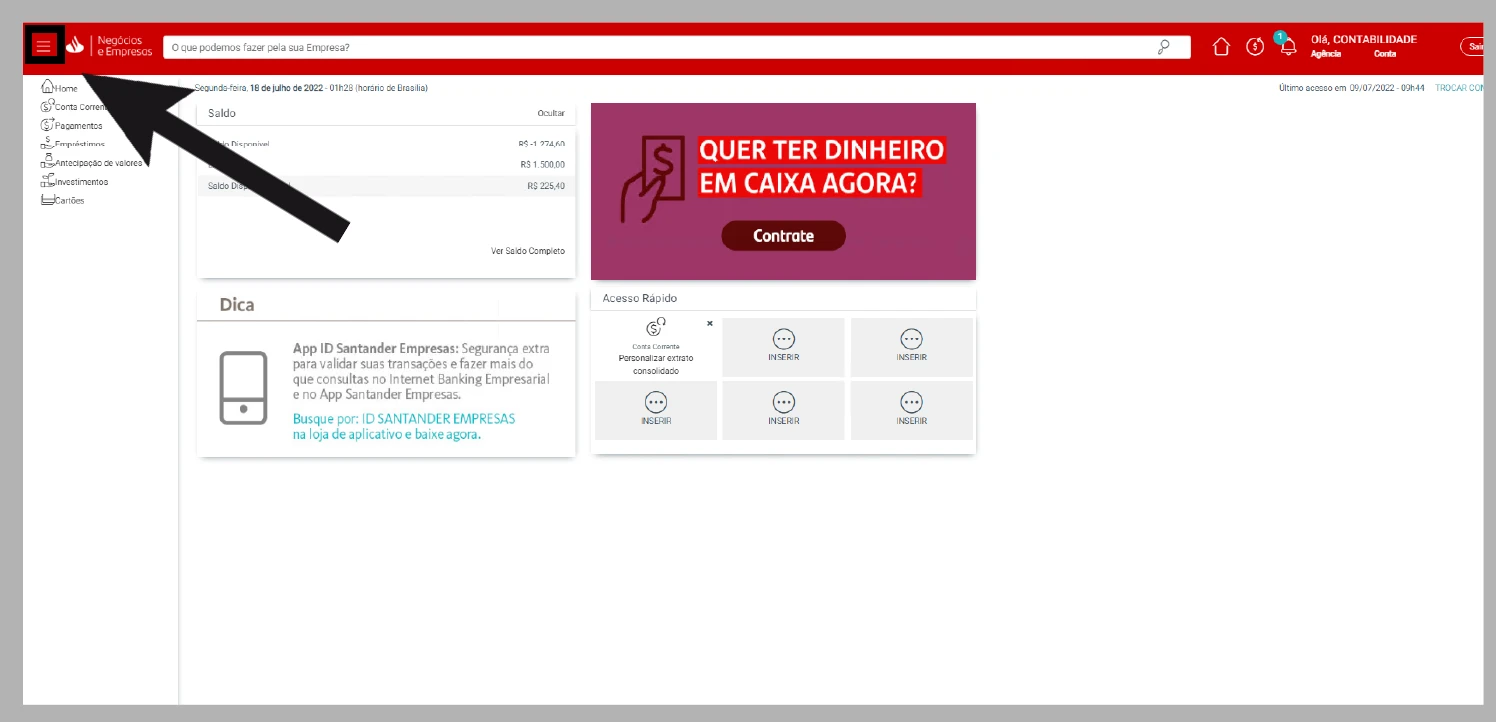 Negócios
e Empresas
O que podemos fazer pela sua Empresa?
1
Olá, CONTABILIDADE
Agência Conta
Sair
Home
Conta Corren
Pagamentos
Empréstimos
Antecipação de valores
Investimentos
Cartões
Segunda-feira, 18 de julho de 2022 - 01h28 (horário de Brasília)
Último acesso em 09/07/2022 - 09h44 TROCAR CON
Saldo Ocultar
Disponível R$ -1.274,60
R$ 1.500,00
Saldo Disp R$ 225,40
Ver Saldo Completo
QUER TER DINHEIRO
EM CAIXA AGORA?
Contrate
Dica
App ID Santander Empresas: Segurança extra
para validar suas transações e fazer mais do
que consultas no Internet Banking Empresarial
e no App Santander Empresas.
Busque por: ID SANTANDER EMPRESAS
na loja de aplicativo e baixe agora.
Acesso Rápido
Conta Corrente
Personalizar extrato
consolidado
INSERIR
INSERIR
INSERIR
INSERIR
INSERIR